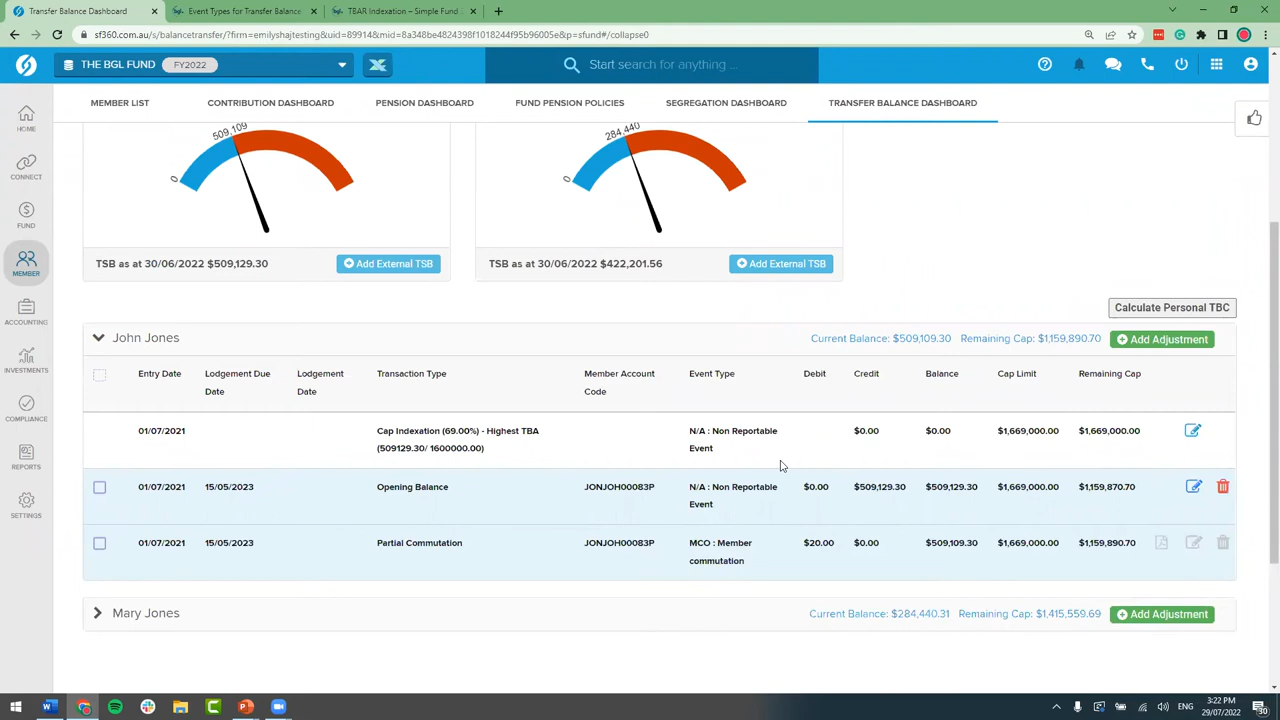 Transfer Balance Dashboard
Event Types for Transfer Balance
TBAR Indexation – Simple Fund
sf360.com.au/s/balancetransfer/?firm=emilyshajtesting&uid=89914&mid=8a348be4824398f1018244f95b96005e&p=sfund#/collapse0
THE BGL FUND FY2022
Start search for anything ...
MEMBER LIST CONTRIBUTION DASHBOARD PENSION DASHBOARD FUND PENSION POLICIES SEGREGATION DASHBOARD TRANSFER BALANCE DASHBOARD
HOME
CONNECT
FUND
MEMBER
ACCOUNTING
INVESTMENTS
COMPLIANCE
REPORTS
SETTINGS
0 509,109
0 284,440
TSB as at 30/06/2022 $509,129.30 Add External TSB
TSB as at 30/06/2022 $422,201.56 Add External TSB
Calculate Personal TBC
John Jones Current Balance: $509,109.30 Remaining Cap: $1,159,890.70 Add Adjustment
Entry Date Lodgement Due Date Lodgement Date Transaction Type Member Account Code Event Type Debit Credit Balance Cap Limit Remaining Cap
01/07/2021 Cap Indexation (69.00%) - Highest TBA (509129.30/ 1600000.00) N/A : Non Reportable Event $0.00 $0.00 $1,669,000.00 $1,669,000.00
01/07/2021 15/05/2023 Opening Balance JONJOH00083P N/A : Non Reportable Event $0.00 $509,129.30 $509,129.30 $1,669,000.00 $1,159,870.70
01/07/2021 15/05/2023 Partial Commutation JONJOH00083P MCO : Member commutation $20.00 $0.00 $509,109.30 $1,669,000.00 $1,159,890.70
Mary Jones Current Balance: $284,440.31 Remaining Cap: $1,415,559.69 Add Adjustment
ENG
3:22 PM
29/07/2022
30